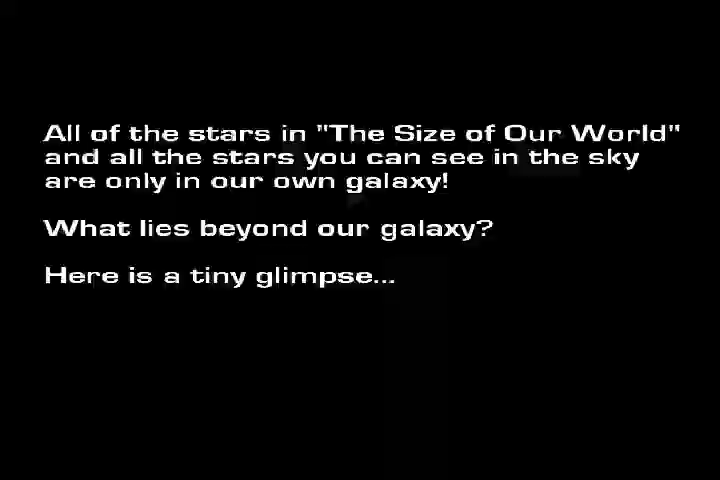 All of the stars in "The Size of Our World"
and all the stars you can see in the sky
are only in our own galaxy!
What lies beyond our galaxy?
Here is a tiny glimpse...